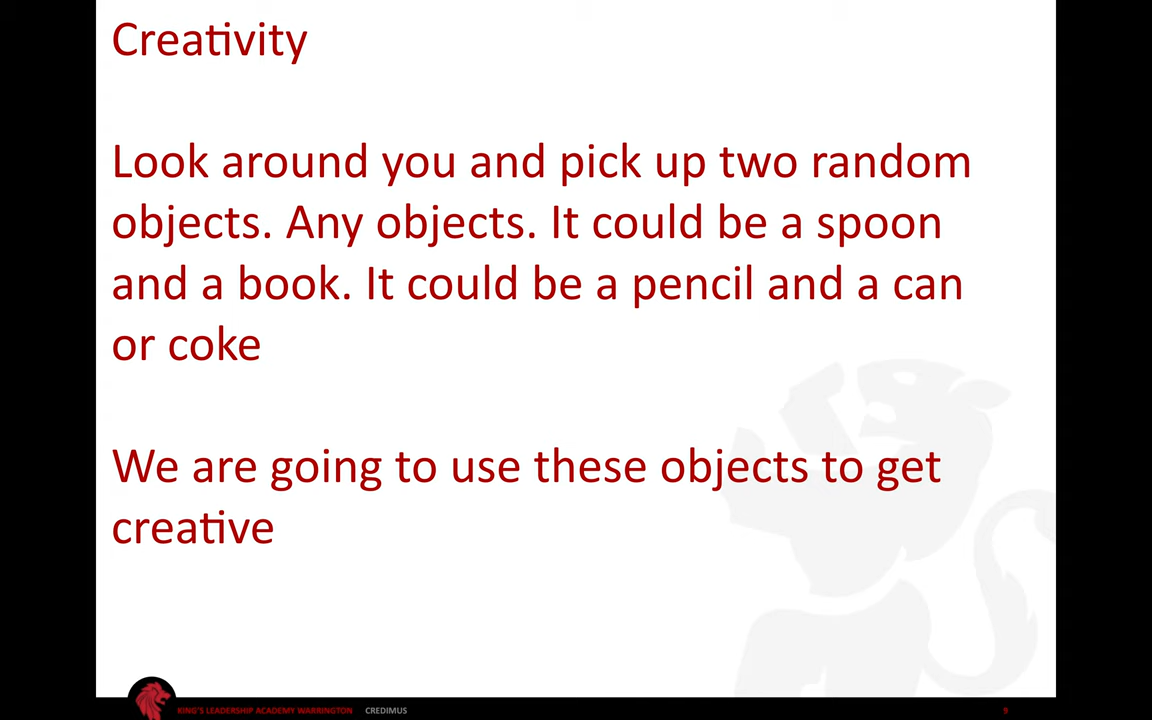 Creativity
Look around you and pick up two random
objects. Any objects. It could be a spoon
and a book. It could be a pencil and a can
or coke
We are going to use these objects to get
creative
KING'S LEADERSHIP ACADEMY WARRINGTON CREDIMUS 9